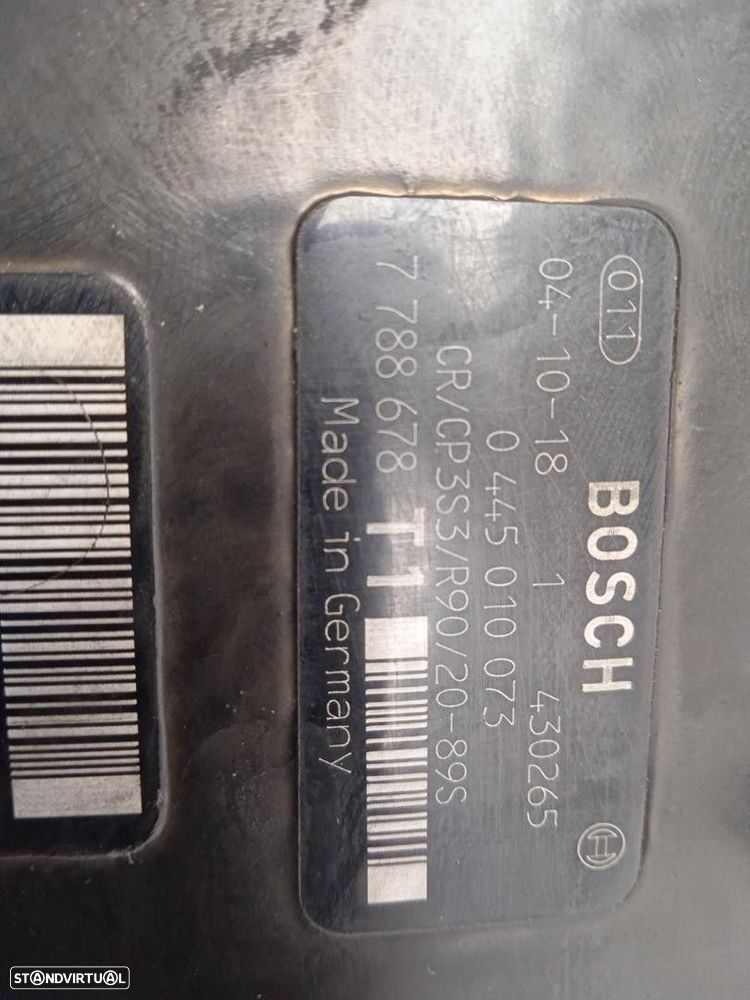 011
BOSCH
04-10-18 1 430265
0 445 010 073
CR/CP3S3/R90/20-89S
7 788 678 T1
Made in Germany
STANDVIRTUAL